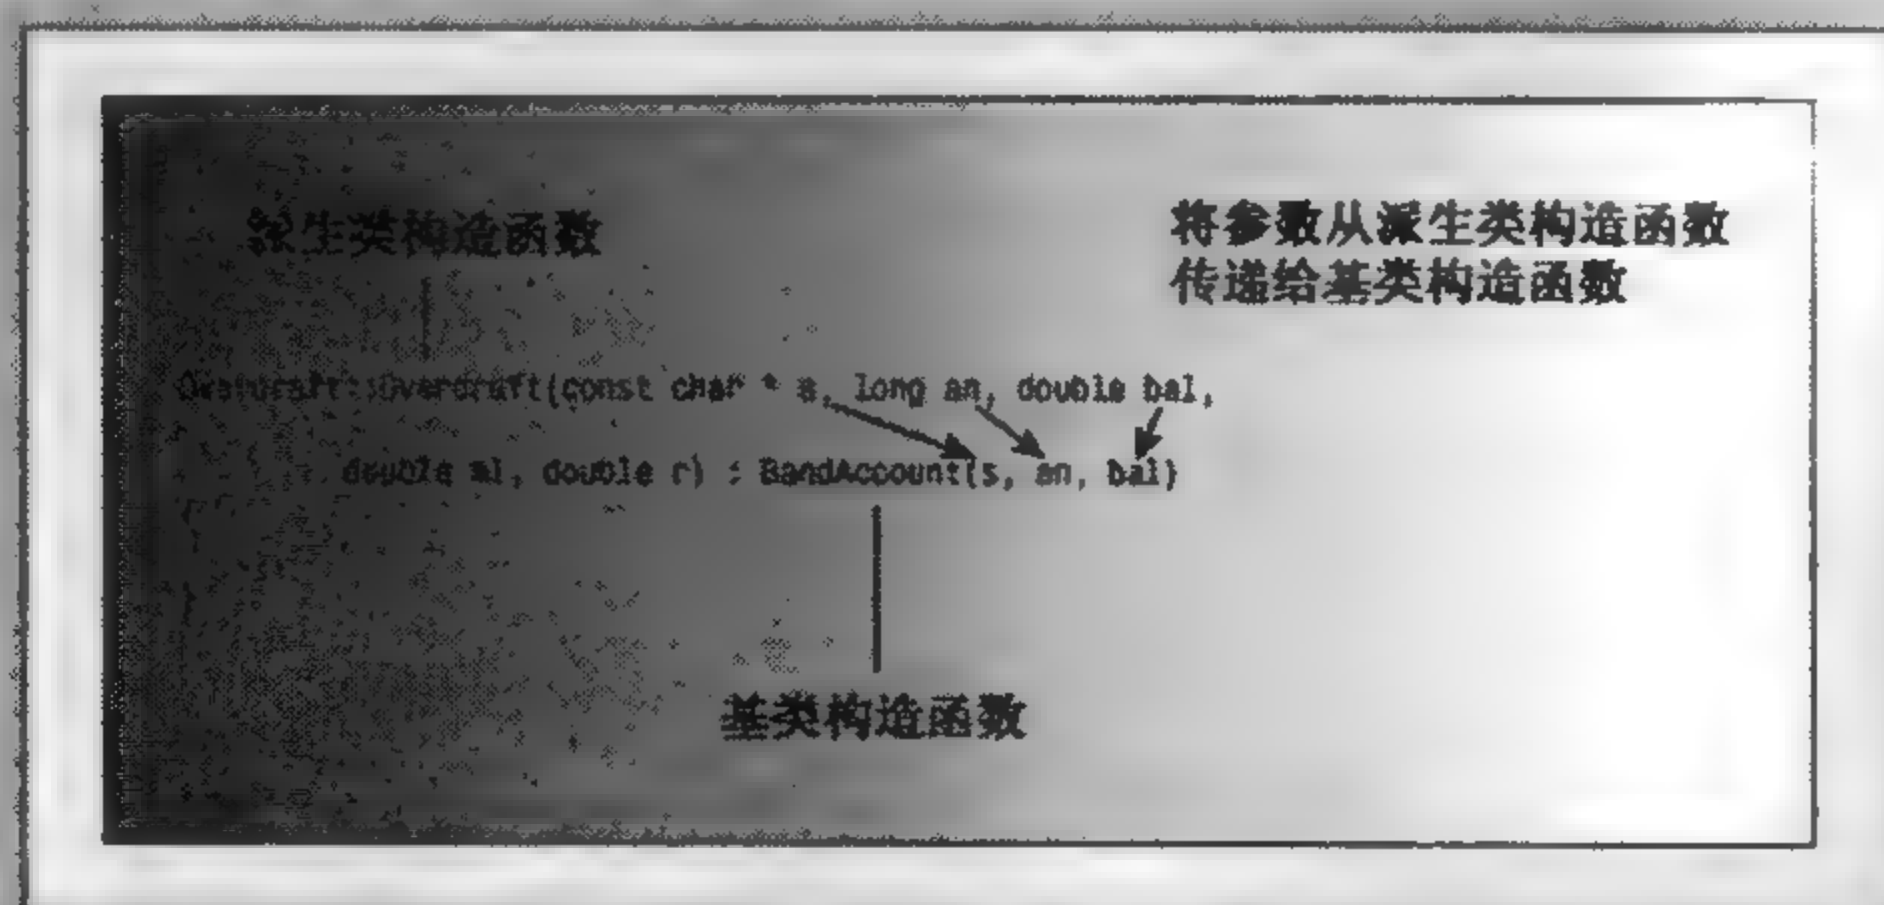 派生类构造函数
将参数从派生类构造函数
传递给基类构造函数
Overdraft::Overdraft(const char * s, long an, double bal,
double ml, double r) : BandAccount(s, an, bal)
基类构造函数